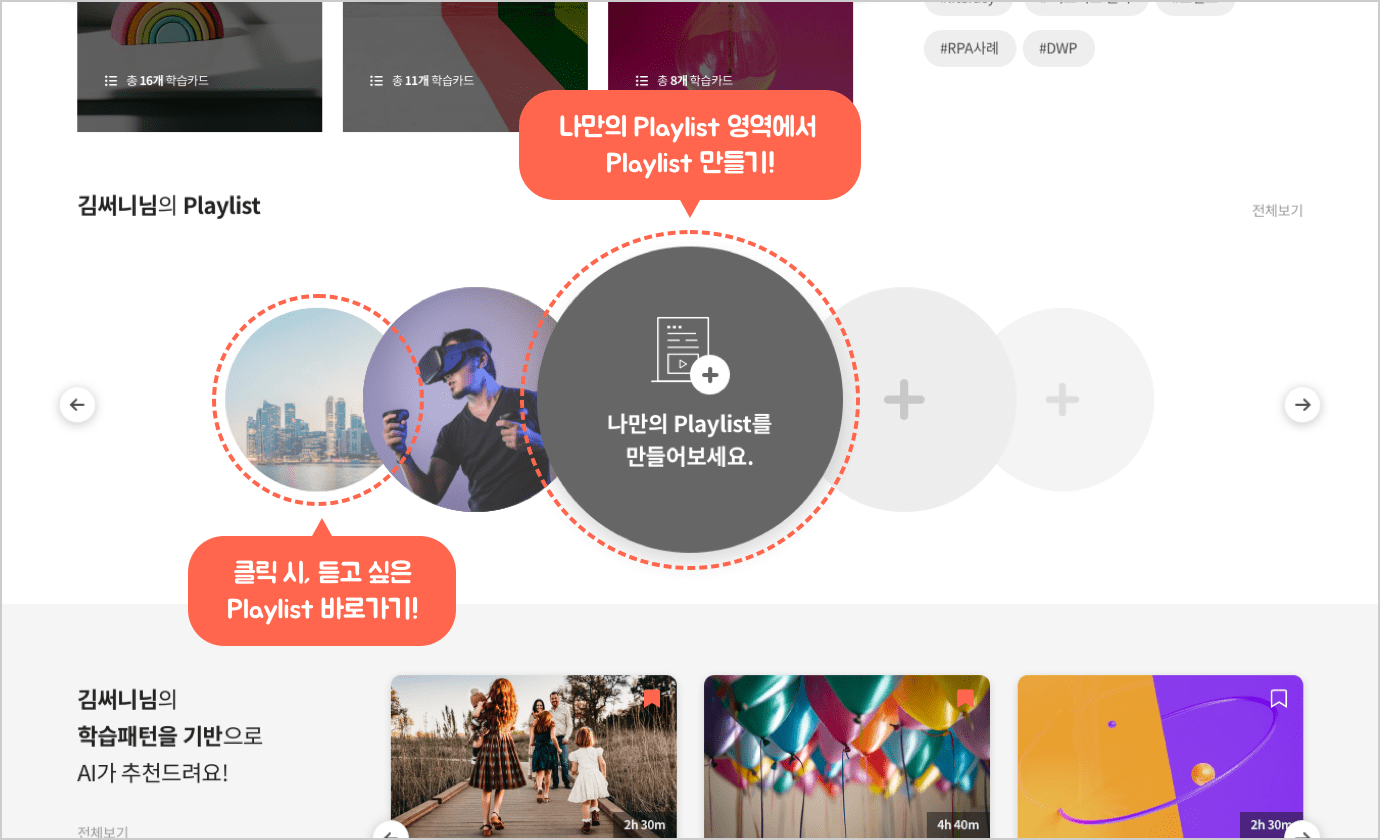 #RPA사례
#DWP
총 16개 학습카드
총 11개 학습카드
총 8개 학습카드
나만의 Playlist 영역에서
Playlist 만들기!
김써니님의 Playlist
전체보기
나만의 Playlist를
만들어보세요.
클릭 시, 듣고 싶은
Playlist 바로가기!
김써니님의
학습패턴을 기반으로
AI가 추천드려요!
전체보기
2h 30m
4h 40m
2h 30m